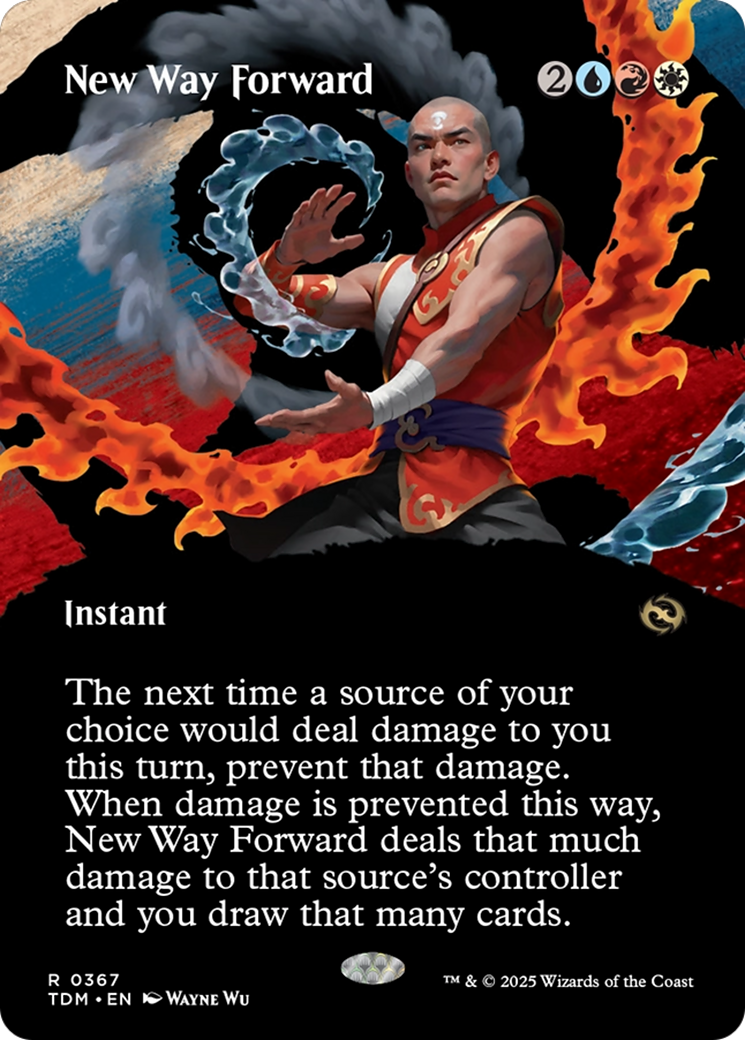 New Way Forward 2
Instant
The next time a source of your
choice would deal damage to you
this turn, prevent that damage.
When damage is prevented this way,
New Way Forward deals that much
damage to that source's controller
and you draw that many cards.
R 0367
TDM • EN Wayne Wu
™ & © 2025 Wizards of the Coast